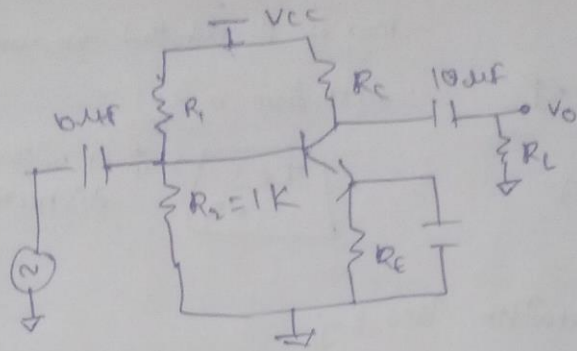 VCC
RC
10µF
Vo
R1
10µF
RL
R2 = 1K
RE